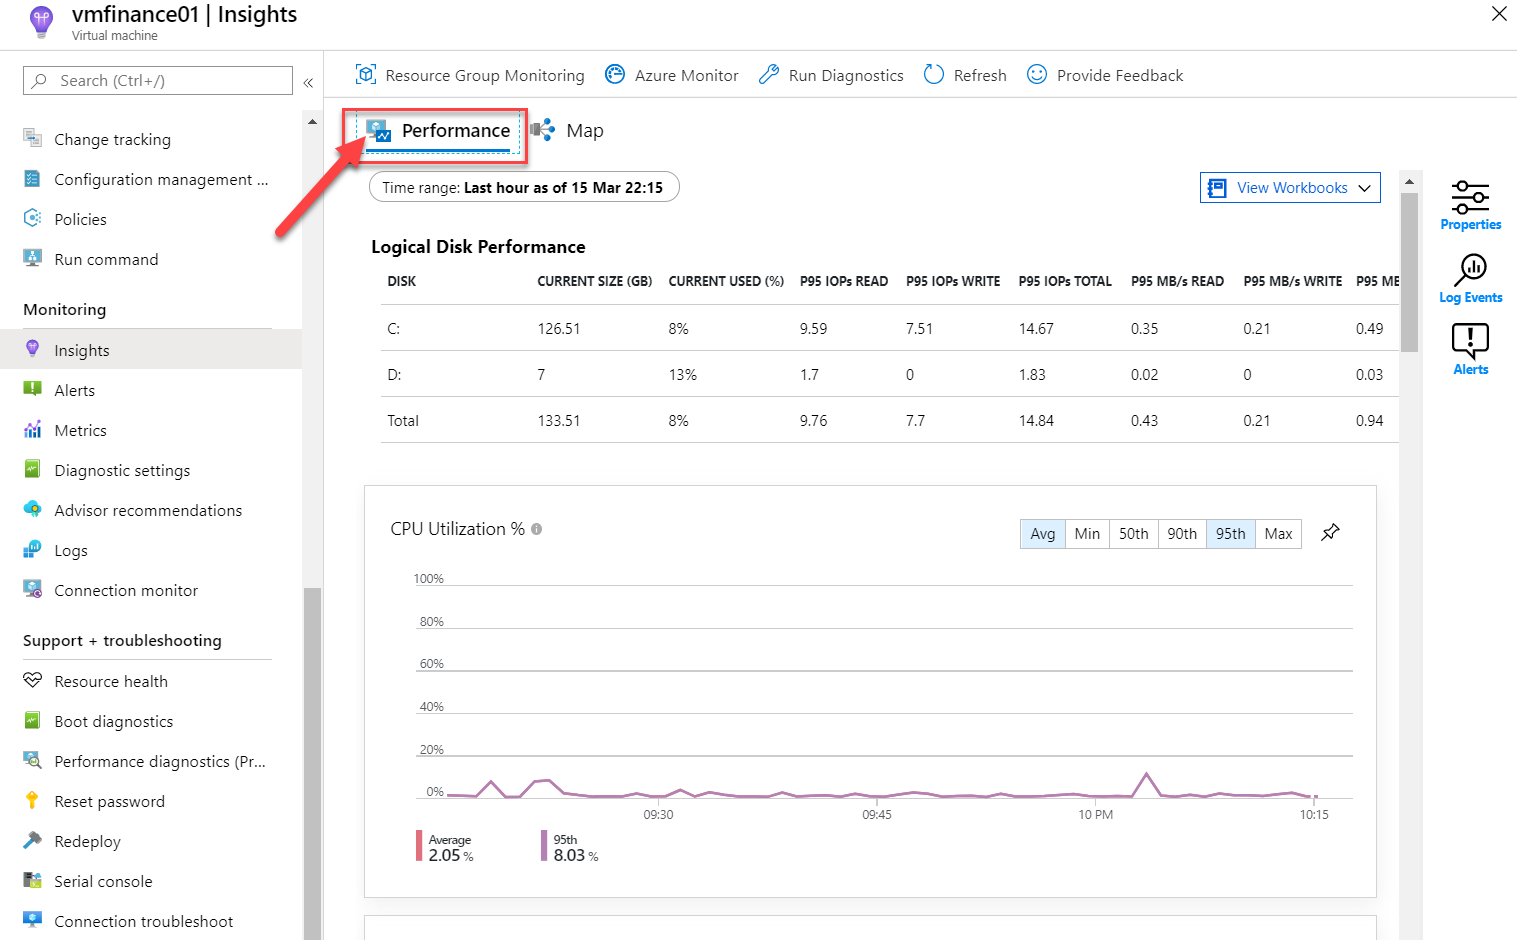 vmfinance01 | Insights
Virtual machine
Search (Ctrl+/)
«
Resource Group Monitoring
Azure Monitor
Run Diagnostics
Refresh
Provide Feedback
Change tracking
Configuration management ...
Policies
Run command
Monitoring
Insights
Alerts
Metrics
Diagnostic settings
Advisor recommendations
Logs
Connection monitor
Support + troubleshooting
Resource health
Boot diagnostics
Performance diagnostics (Pr...
Reset password
Redeploy
Serial console
Connection troubleshoot
Performance
Map
Time range: Last hour as of 15 Mar 22:15
View Workbooks
Logical Disk Performance
DISK CURRENT SIZE (GB) CURRENT USED (%) P95 IOPs READ P95 IOPs WRITE P95 IOPs TOTAL P95 MB/s READ P95 MB/s WRITE P95 ME
C: 126.51 8% 9.59 7.51 14.67 0.35 0.21 0.49
D: 7 13% 1.7 0 1.83 0.02 0 0.03
Total 133.51 8% 9.76 7.7 14.84 0.43 0.21 0.94
CPU Utilization %
Avg Min 50th 90th 95th Max
100%
80%
60%
40%
20%
0%
09:30 09:45 10 PM 10:15
Average
2.05 %
95th
8.03 %
Properties
Log Events
Alerts